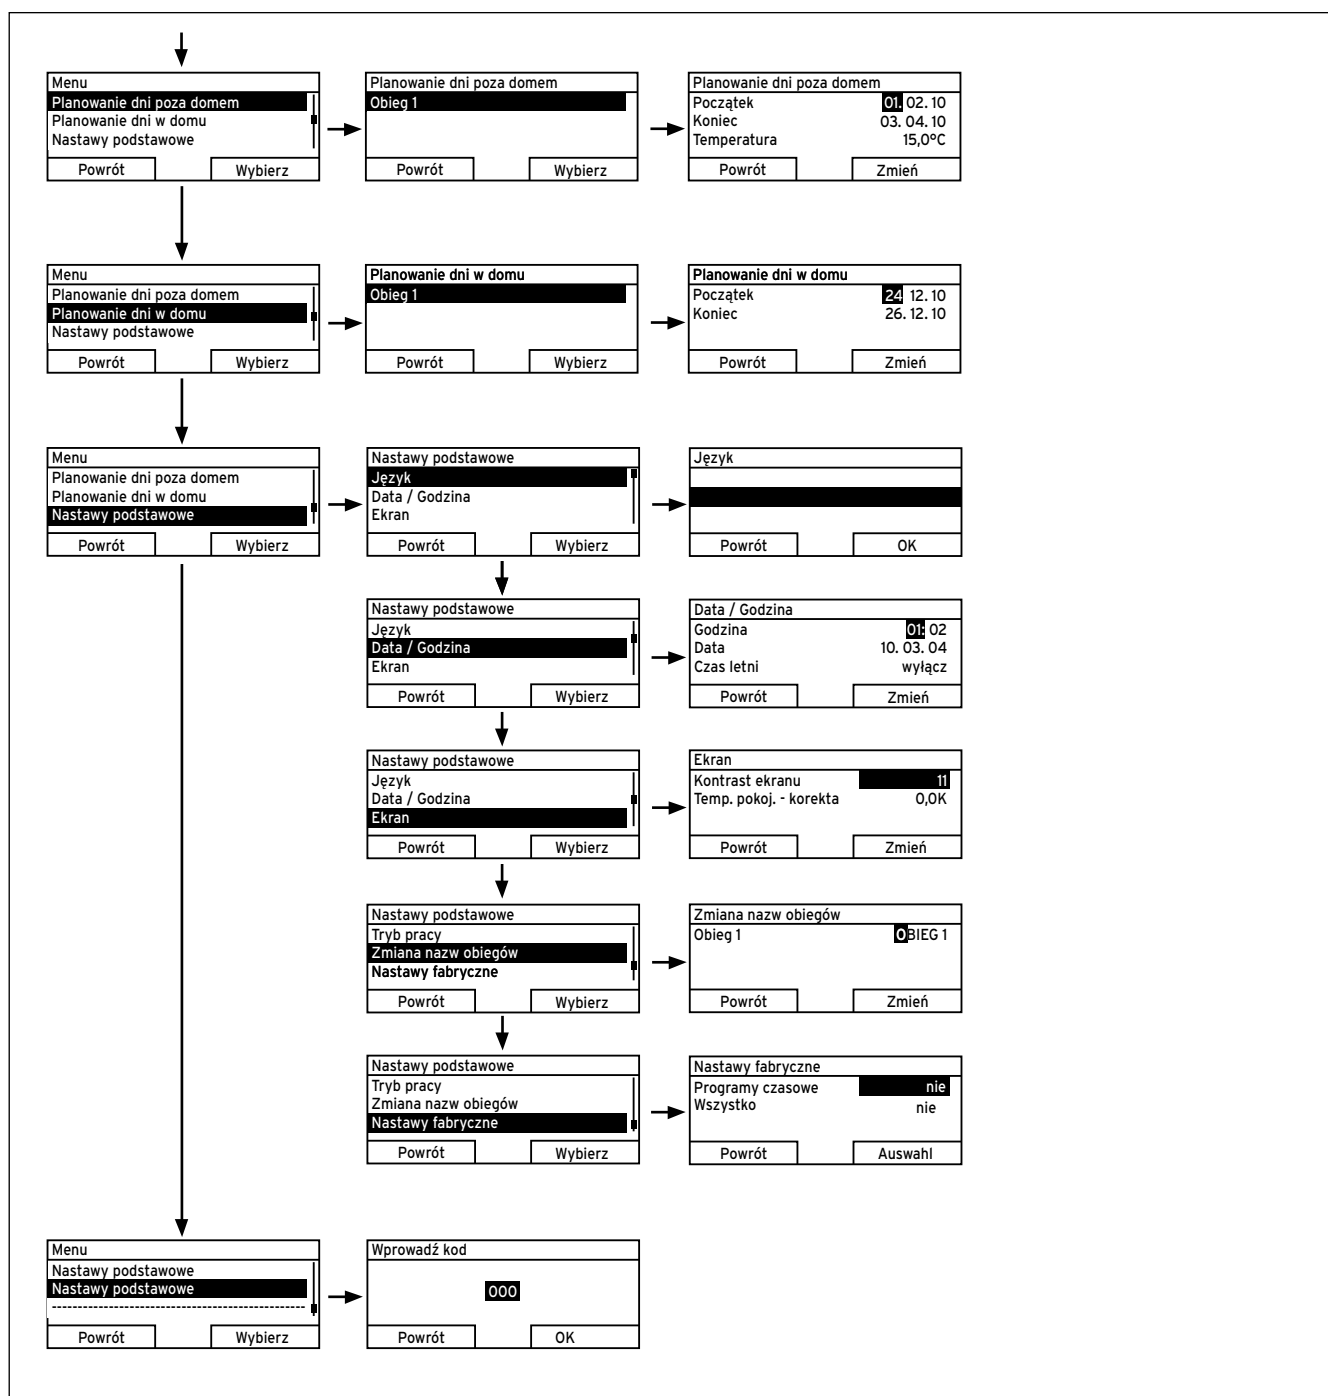 Menu
Planowanie dni poza domem
Planowanie dni w domu
Nastawy podstawowe
Powrót Wybierz
Planowanie dni poza domem
Obieg 1
Powrót Wybierz
Planowanie dni poza domem
Początek 01. 02. 10
Koniec 03. 04. 10
Temperatura 15,0°C
Powrót Zmień
Menu
Planowanie dni poza domem
Planowanie dni w domu
Nastawy podstawowe
Powrót Wybierz
Planowanie dni w domu
Obieg 1
Powrót Wybierz
Planowanie dni w domu
Początek 24 12. 10
Koniec 26. 12. 10
Powrót Zmień
Menu
Planowanie dni poza domem
Planowanie dni w domu
Nastawy podstawowe
Powrót Wybierz
Nastawy podstawowe
Język
Data / Godzina
Ekran
Powrót Wybierz
Język
Powrót OK
Nastawy podstawowe
Język
Data / Godzina
Ekran
Powrót Wybierz
Data / Godzina
Godzina 01: 02
Data 10. 03. 04
Czas letni wyłącz
Powrót Zmień
Nastawy podstawowe
Język
Data / Godzina
Ekran
Powrót Wybierz
Ekran
Kontrast ekranu 11
Temp. pokoj. - korekta 0,0K
Powrót Zmień
Nastawy podstawowe
Tryb pracy
Zmiana nazw obiegów
Nastawy fabryczne
Powrót Wybierz
Zmiana nazw obiegów
Obieg 1 OBIEG 1
Powrót Zmień
Nastawy podstawowe
Tryb pracy
Zmiana nazw obiegów
Nastawy fabryczne
Powrót Wybierz
Nastawy fabryczne
Programy czasowe nie
Wszystko nie
Powrót Auswahl
Menu
Nastawy podstawowe
Nastawy podstawowe
------------------------------------------------
Powrót Wybierz
Wprowadź kod
000
Powrót OK